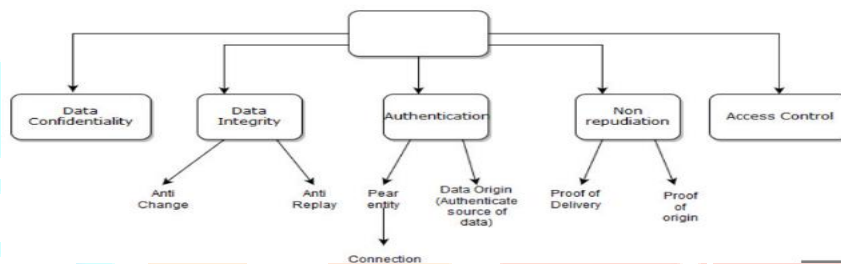 Data
Confidentiality
Data
Integrity
Authentication
Non
repudiation
Access Control
Anti
Change
Anti
Replay
Pear
entity
Data Origin
(Authenticate
source of
data)
Proof of
Delivery
Proof
of
origin
Connection